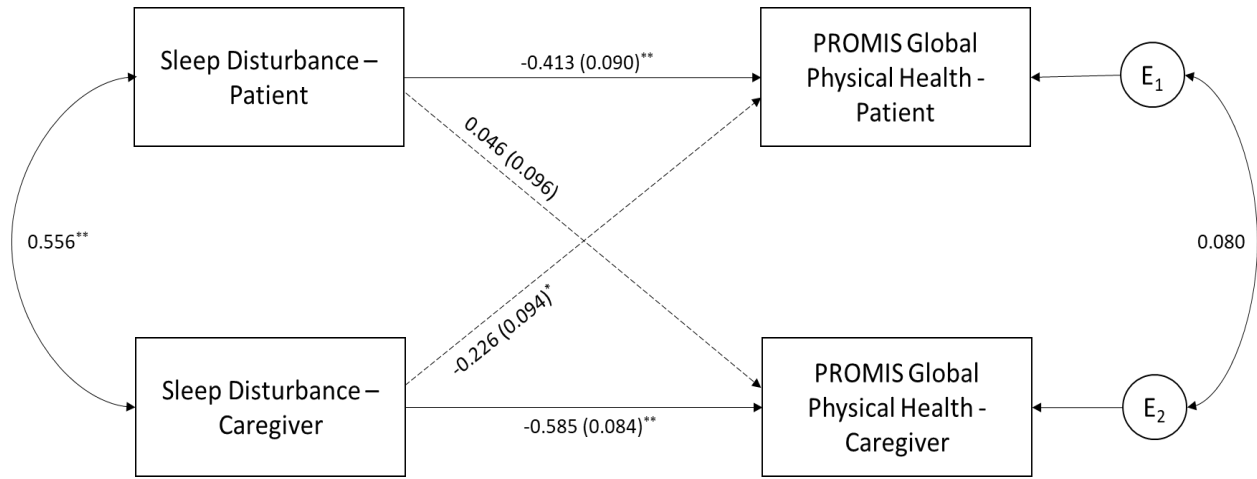 Sleep Disturbance –
Patient
-0.413 (0.090)**
PROMIS Global
Physical Health -
Patient
E1
0.046 (0.096)
0.556**
0.080
-0.226 (0.094)*
Sleep Disturbance –
Caregiver
-0.585 (0.084)**
PROMIS Global
Physical Health -
Caregiver
E2